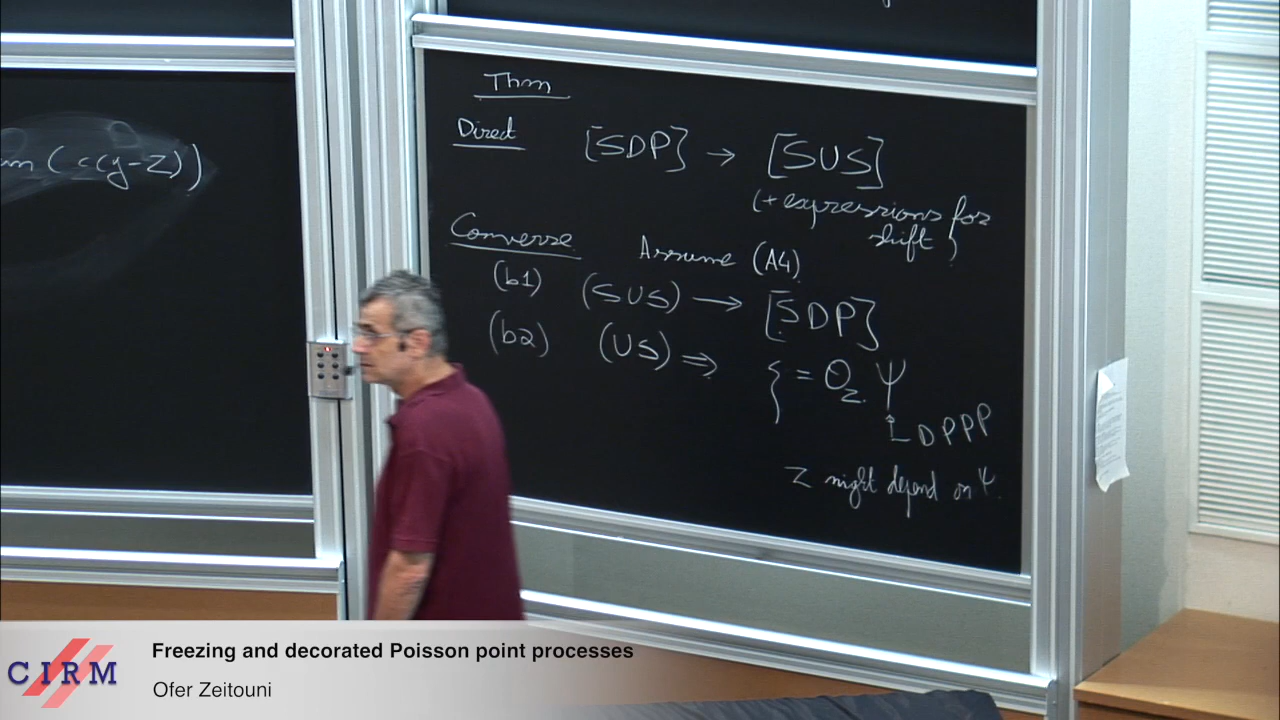 (y-z))
Thm
Direct [SDP] → [SUS]
(+ expressions for
shift)
Converse Assume (A4)
(b1) (SUS) → [SDP]
(b2) (US) ⇒ ξ = θ_z ψ
DPPP
Z might depend on ψ.
CIRM
Freezing and decorated Poisson point processes
Ofer Zeitouni